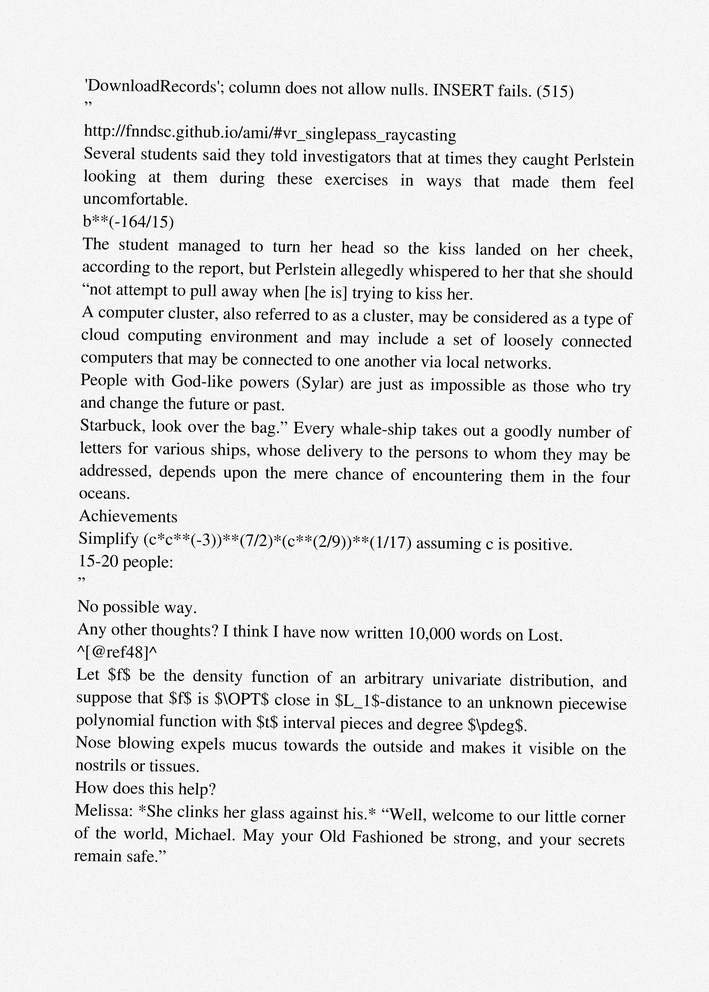 'DownloadRecords'; column does not allow nulls. INSERT fails. (515)
”
http://fnndsc.github.io/ami/#vr_singlepass_raycasting
Several students said they told investigators that at times they caught Perlstein
looking at them during these exercises in ways that made them feel
uncomfortable.
b**(-164/15)
The student managed to turn her head so the kiss landed on her cheek,
according to the report, but Perlstein allegedly whispered to her that she should
“not attempt to pull away when [he is] trying to kiss her.
A computer cluster, also referred to as a cluster, may be considered as a type of
cloud computing environment and may include a set of loosely connected
computers that may be connected to one another via local networks.
People with God-like powers (Sylar) are just as impossible as those who try
and change the future or past.
Starbuck, look over the bag.” Every whale-ship takes out a goodly number of
letters for various ships, whose delivery to the persons to whom they may be
addressed, depends upon the mere chance of encountering them in the four
oceans.
Achievements
Simplify (c*c**(-3))**(7/2)*(c**(2/9))**(1/17) assuming c is positive.
15-20 people:
”
No possible way.
Any other thoughts? I think I have now written 10,000 words on Lost.
^[@ref48]^
Let $f$ be the density function of an arbitrary univariate distribution, and
suppose that $f$ is $\OPT$ close in $L_1$-distance to an unknown piecewise
polynomial function with $t$ interval pieces and degree $\pdeg$.
Nose blowing expels mucus towards the outside and makes it visible on the
nostrils or tissues.
How does this help?
Melissa: *She clinks her glass against his.* “Well, welcome to our little corner
of the world, Michael. May your Old Fashioned be strong, and your secrets
remain safe.”